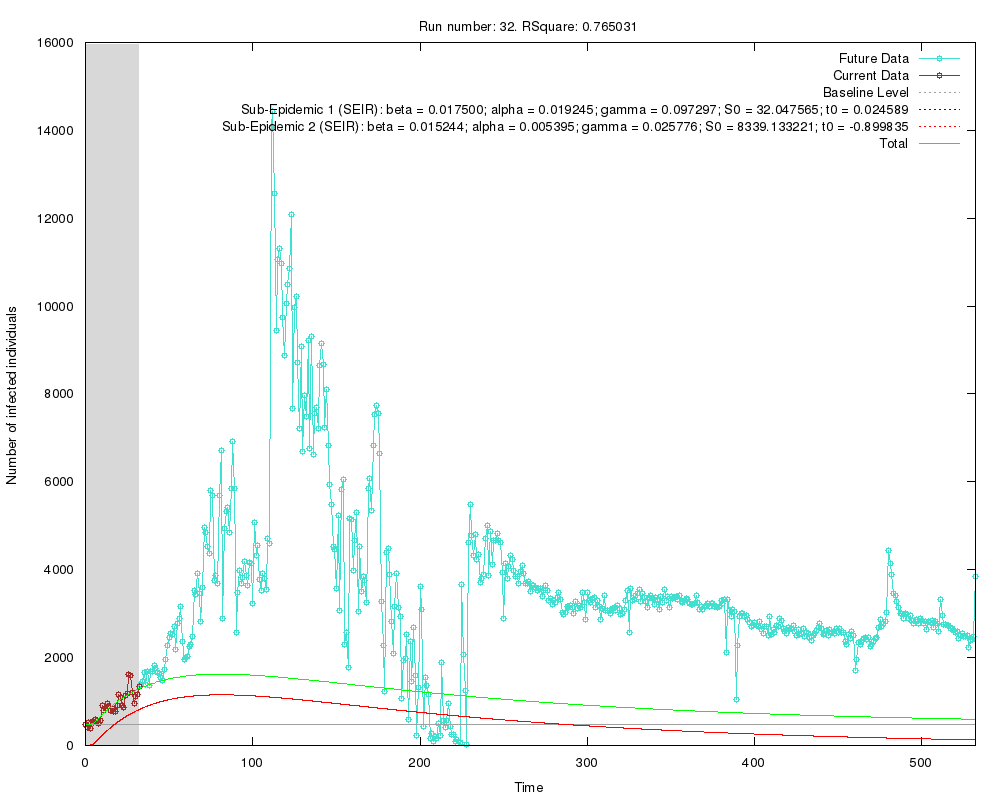 Run number: 32. RSquare: 0.765031
16000
14000
12000
10000
8000
6000
4000
2000
0
Number of infected individuals
Future Data
Current Data
Baseline Level
Sub-Epidemic 1 (SEIR): beta = 0.017500; alpha = 0.019245; gamma = 0.097297; S0 = 32.047565; t0 = 0.024589
Sub-Epidemic 2 (SEIR): beta = 0.015244; alpha = 0.005395; gamma = 0.025776; S0 = 8339.133221; t0 = -0.899835
Total
0 100 200 300 400 500
Time